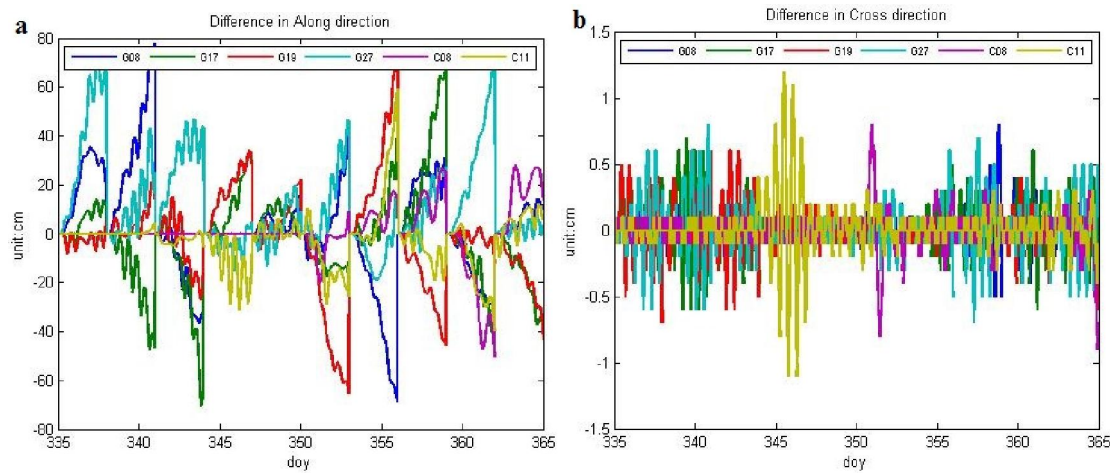 a
Difference in Along direction
G08 G17 G19 G27 C08 C11
80
60
40
20
0
-20
-40
-60
-80
unit:cm
335 340 345 350 355 360 365
doy
b
Difference in Cross direction
G08 G17 G19 G27 C08 C11
1.5
1
0.5
0
-0.5
-1
-1.5
unit:cm
335 340 345 350 355 360 365
doy